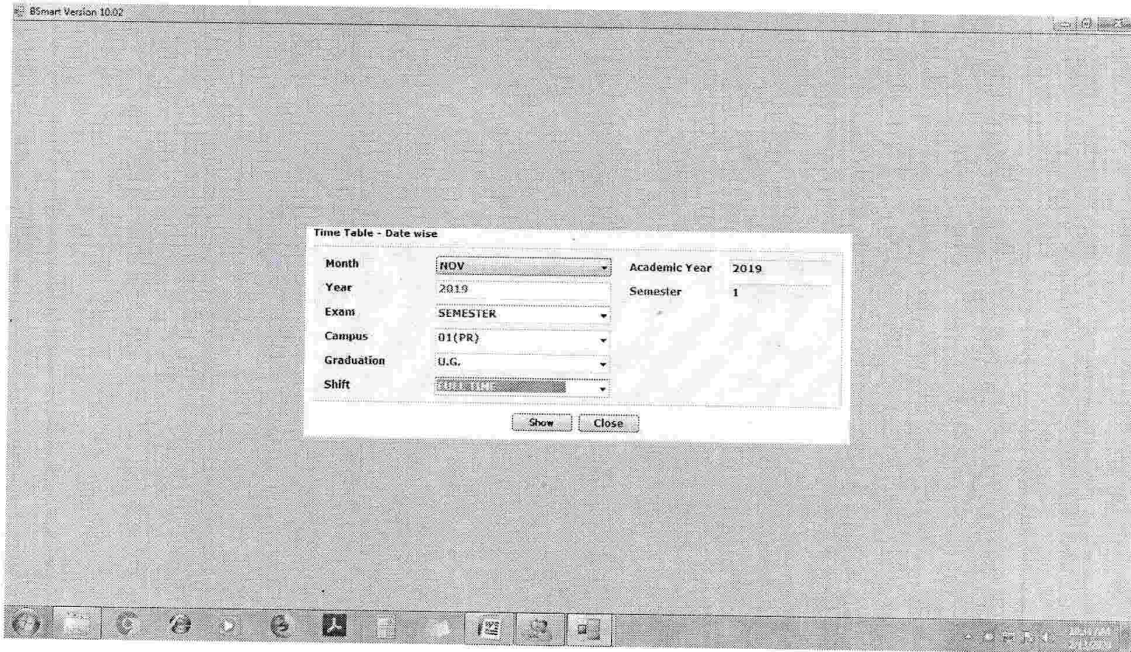 BSmart Version 10.02
Time Table - Date wise
Month NOV Academic Year 2019
Year 2019 Semester 1
Exam SEMESTER
Campus 01(PR)
Graduation U.G.
Shift FULL TIME
Show Close